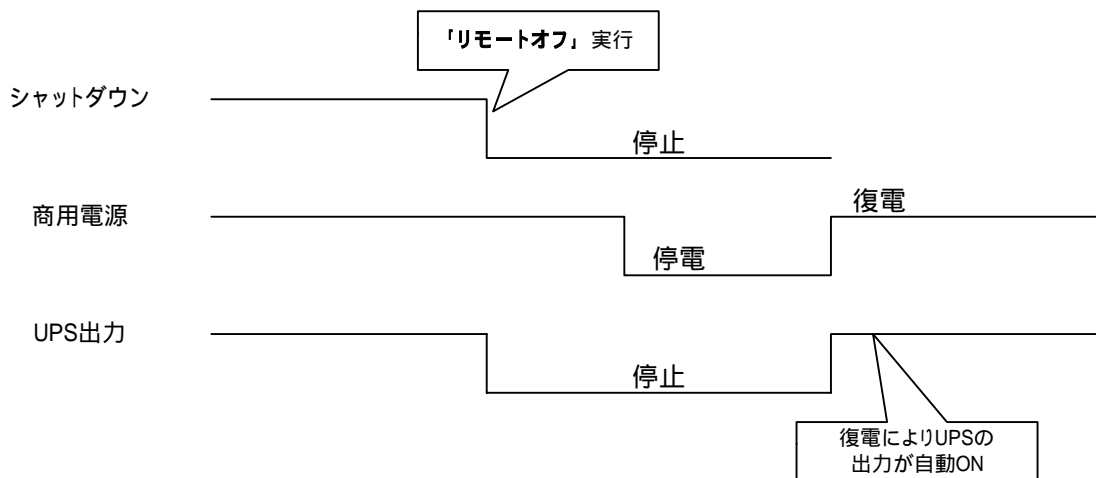 「リモートオフ」実行
シャットダウン
停止
商用電源
復電
停電
UPS出力
停止
復電によりUPSの
出力が自動ON